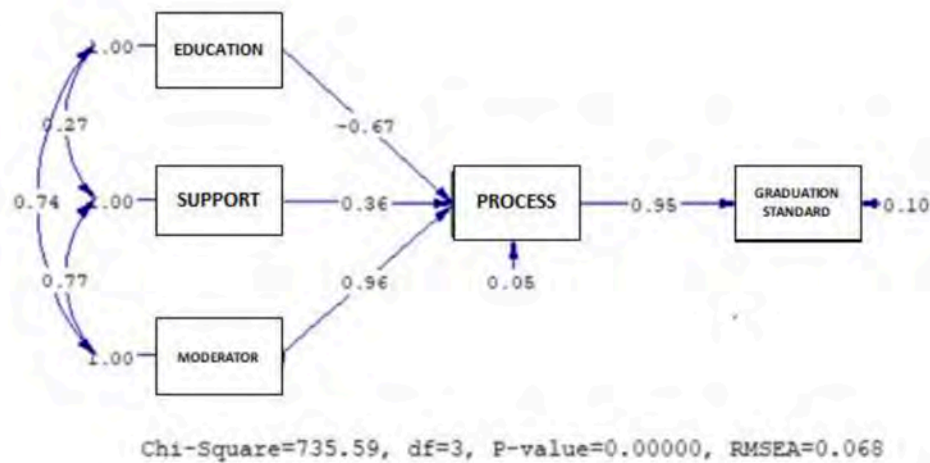 EDUCATION
1.00
-0.67
0.27
SUPPORT
1.00
0.74
0.36
PROCESS
0.95
GRADUATION
STANDARD
0.10
0.77
0.96
0.05
MODERATOR
1.00
Chi-Square=735.59, df=3, P-value=0.00000, RMSEA=0.068